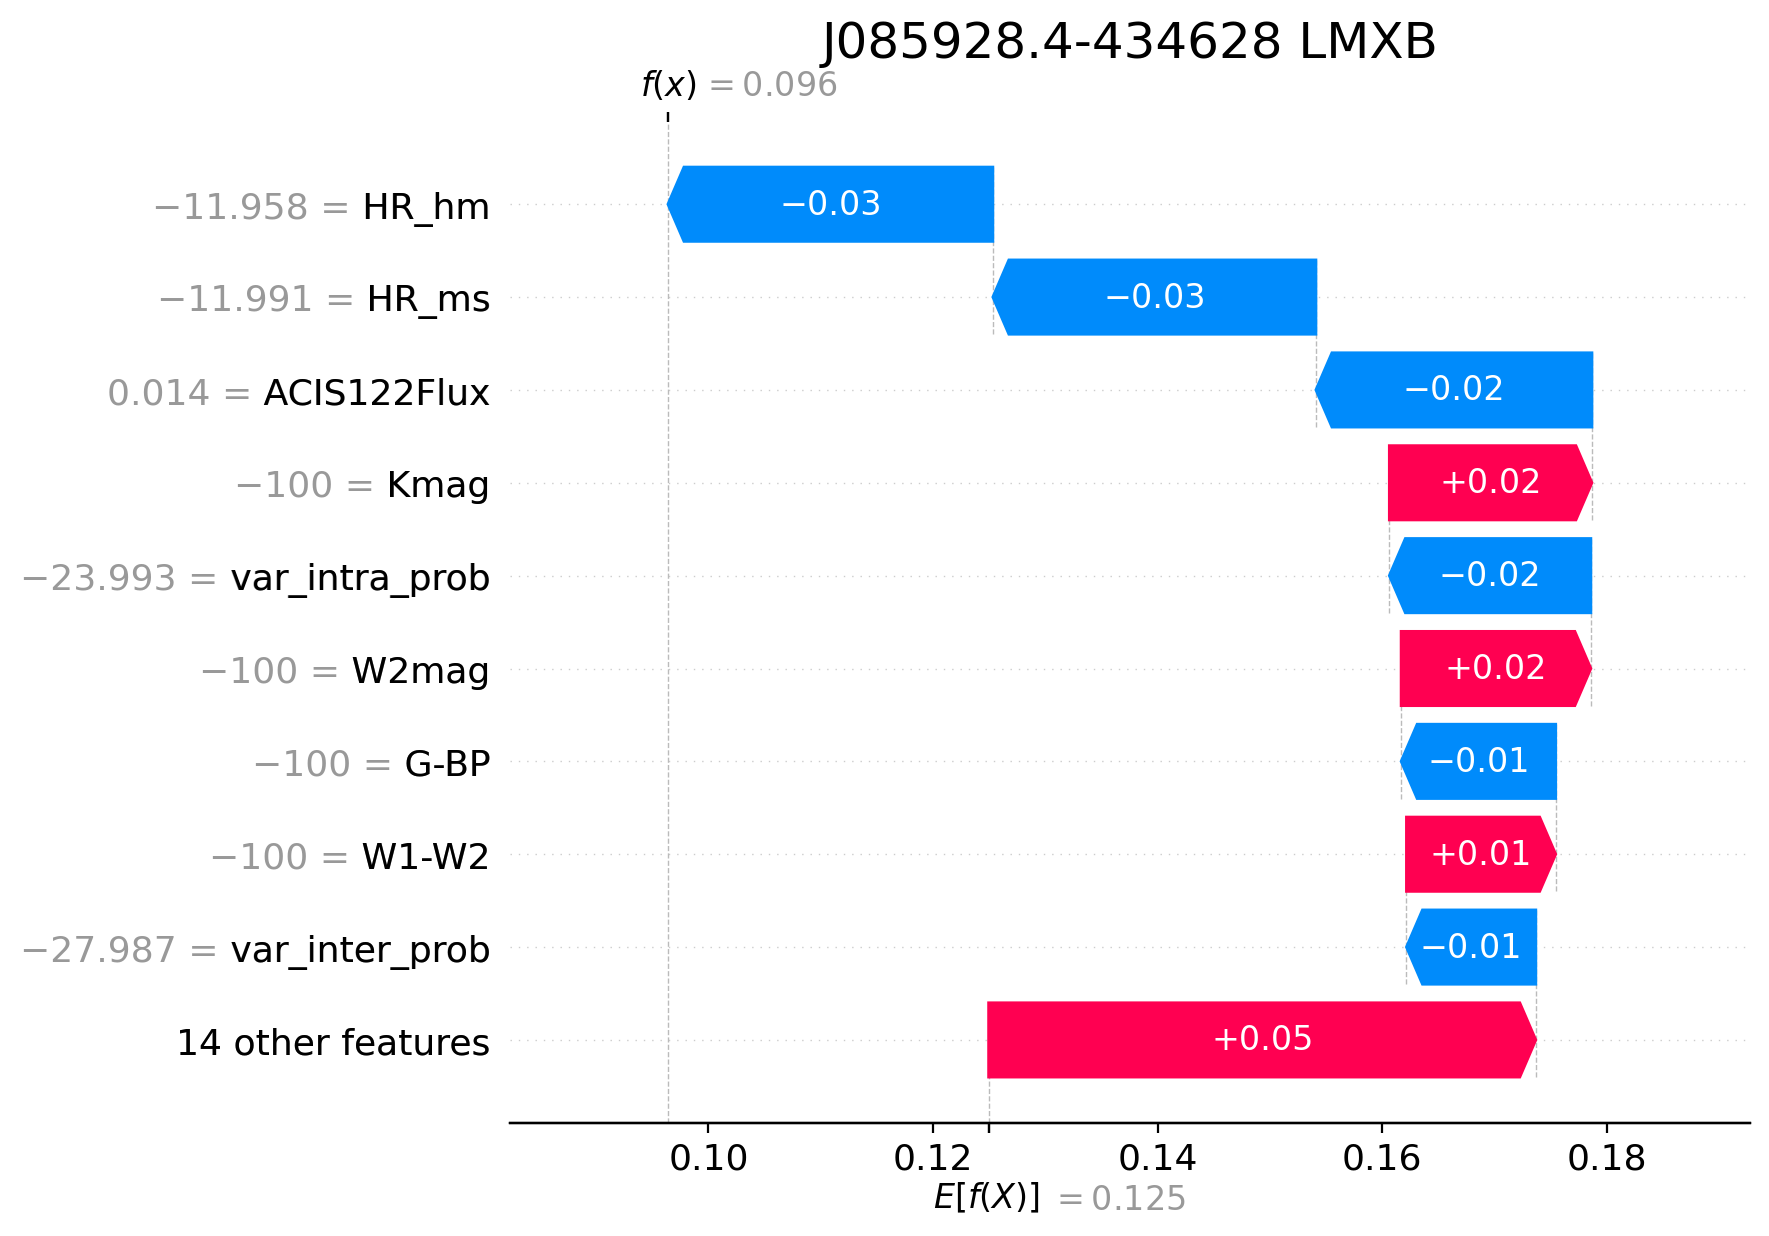 J085928.4-434628 LMXB
f(x) = 0.096
−11.958 = HR_hm
−0.03
−11.991 = HR_ms
−0.03
0.014 = ACIS122Flux
−0.02
−100 = Kmag
+0.02
−23.993 = var_intra_prob
−0.02
−100 = W2mag
+0.02
−100 = G-BP
−0.01
−100 = W1-W2
+0.01
−27.987 = var_inter_prob
−0.01
14 other features
+0.05
0.10 0.12 0.14 0.16 0.18
E[f(X)] = 0.125